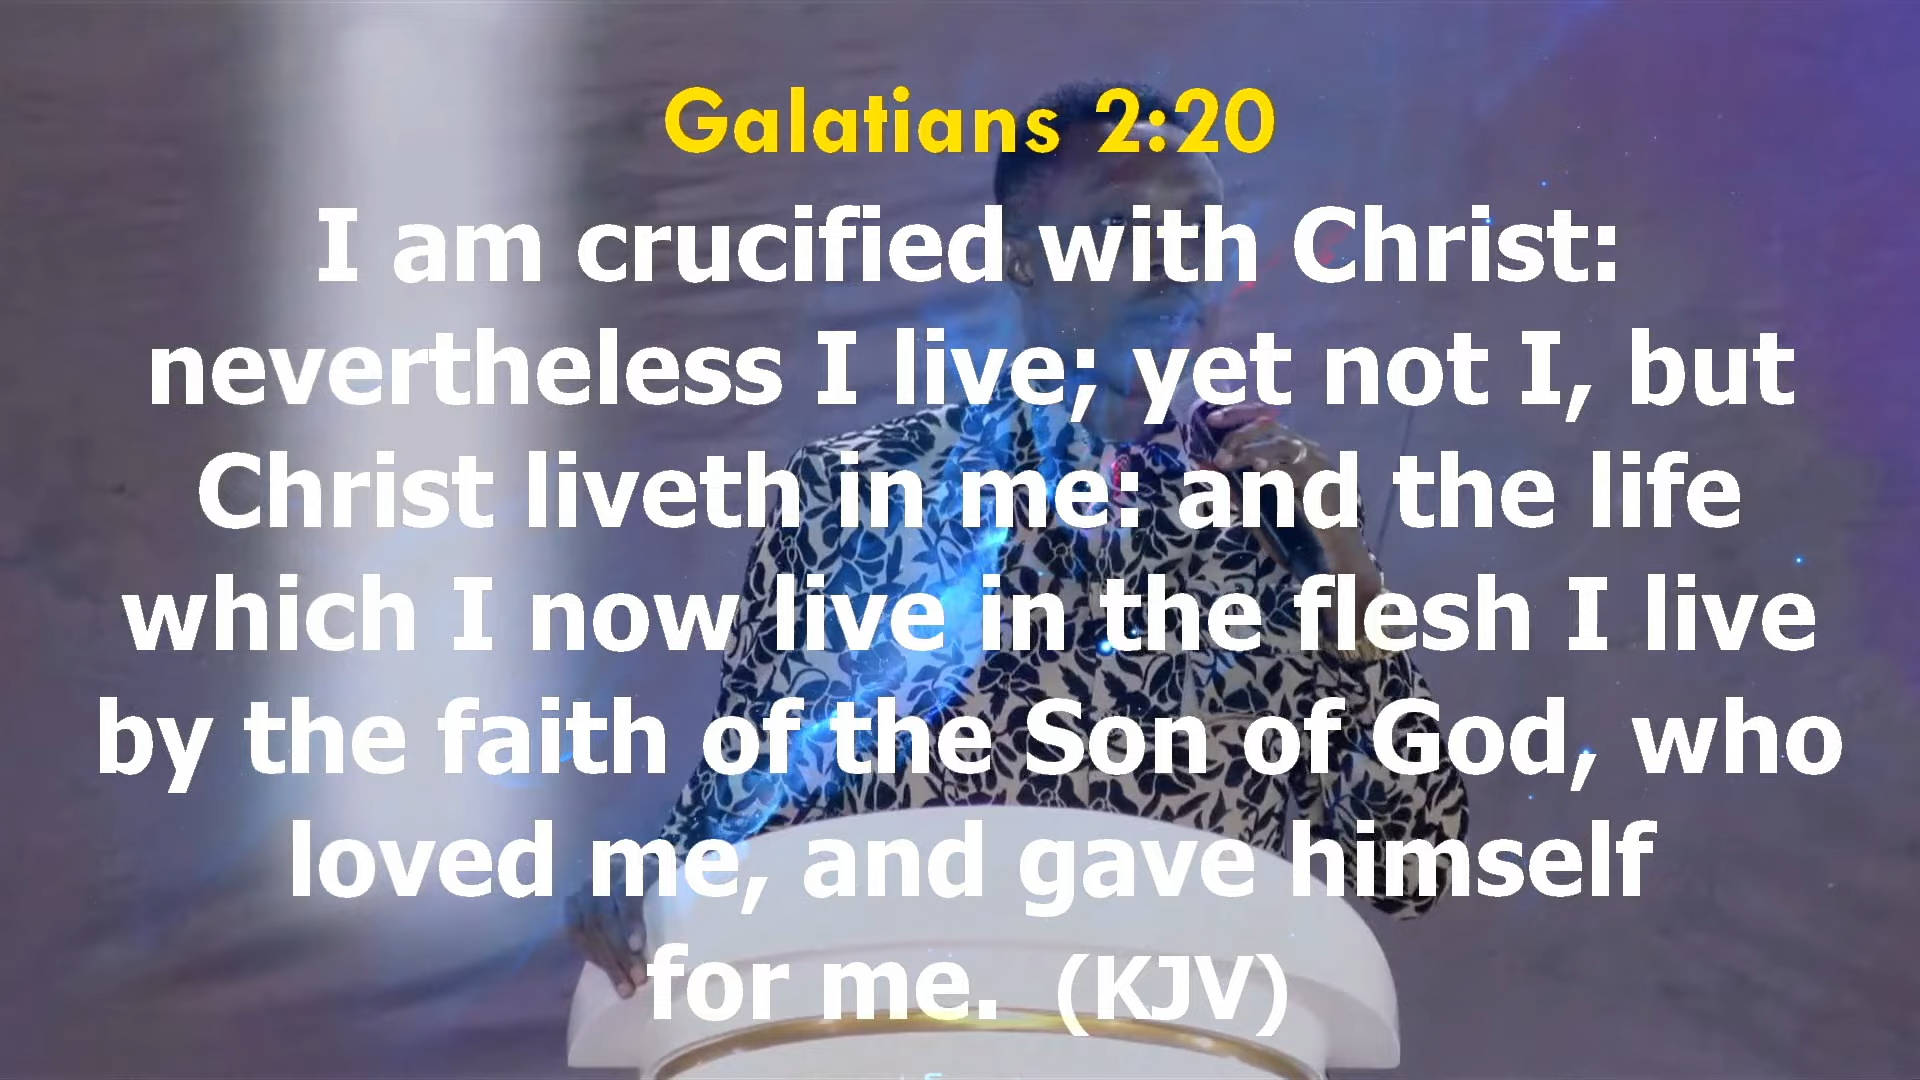 Galatians 2:20
I am crucified with Christ:
nevertheless I live; yet not I, but
Christ liveth in me: and the life
which I now live in the flesh I live
by the faith of the Son of God, who
loved me, and gave himself
for me. (KJV)